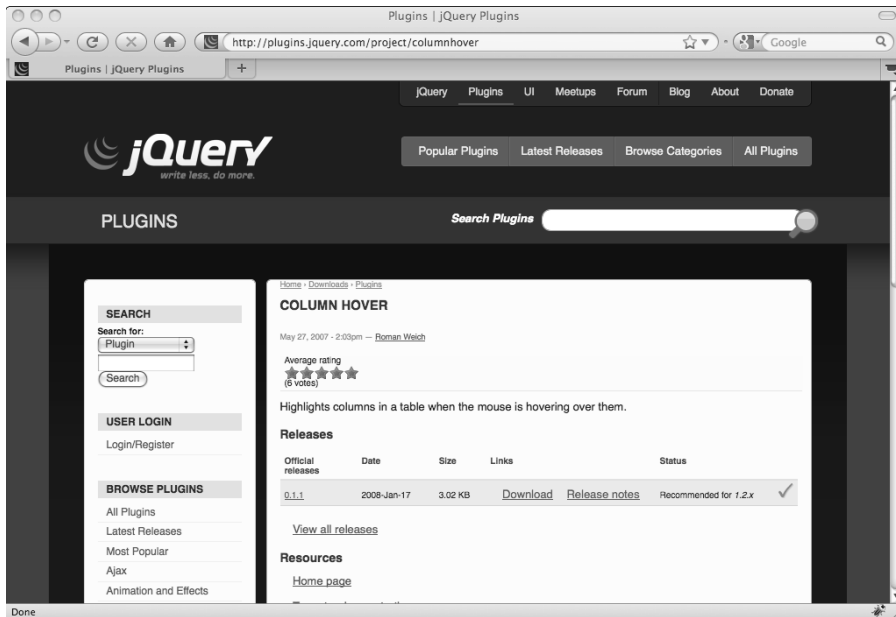 Plugins | jQuery Plugins
http://plugins.jquery.com/project/columnhover
Google
Plugins | jQuery Plugins
+
jQuery Plugins UI Meetups Forum Blog About Donate
jQuery
write less, do more.
Popular Plugins Latest Releases Browse Categories All Plugins
PLUGINS
Search Plugins
SEARCH
Search for:
Plugin
Search
USER LOGIN
Login/Register
BROWSE PLUGINS
All Plugins
Latest Releases
Most Popular
Ajax
Animation and Effects
Home › Downloads › Plugins
COLUMN HOVER
May 27, 2007 - 2:03pm — Roman Weich
Average rating
(6 votes)
Highlights columns in a table when the mouse is hovering over them.
Releases
Official releases Date Size Links Status
0.1.1 2008-Jan-17 3.02 KB Download Release notes Recommended for 1.2.x
View all releases
Resources
Home page
Done